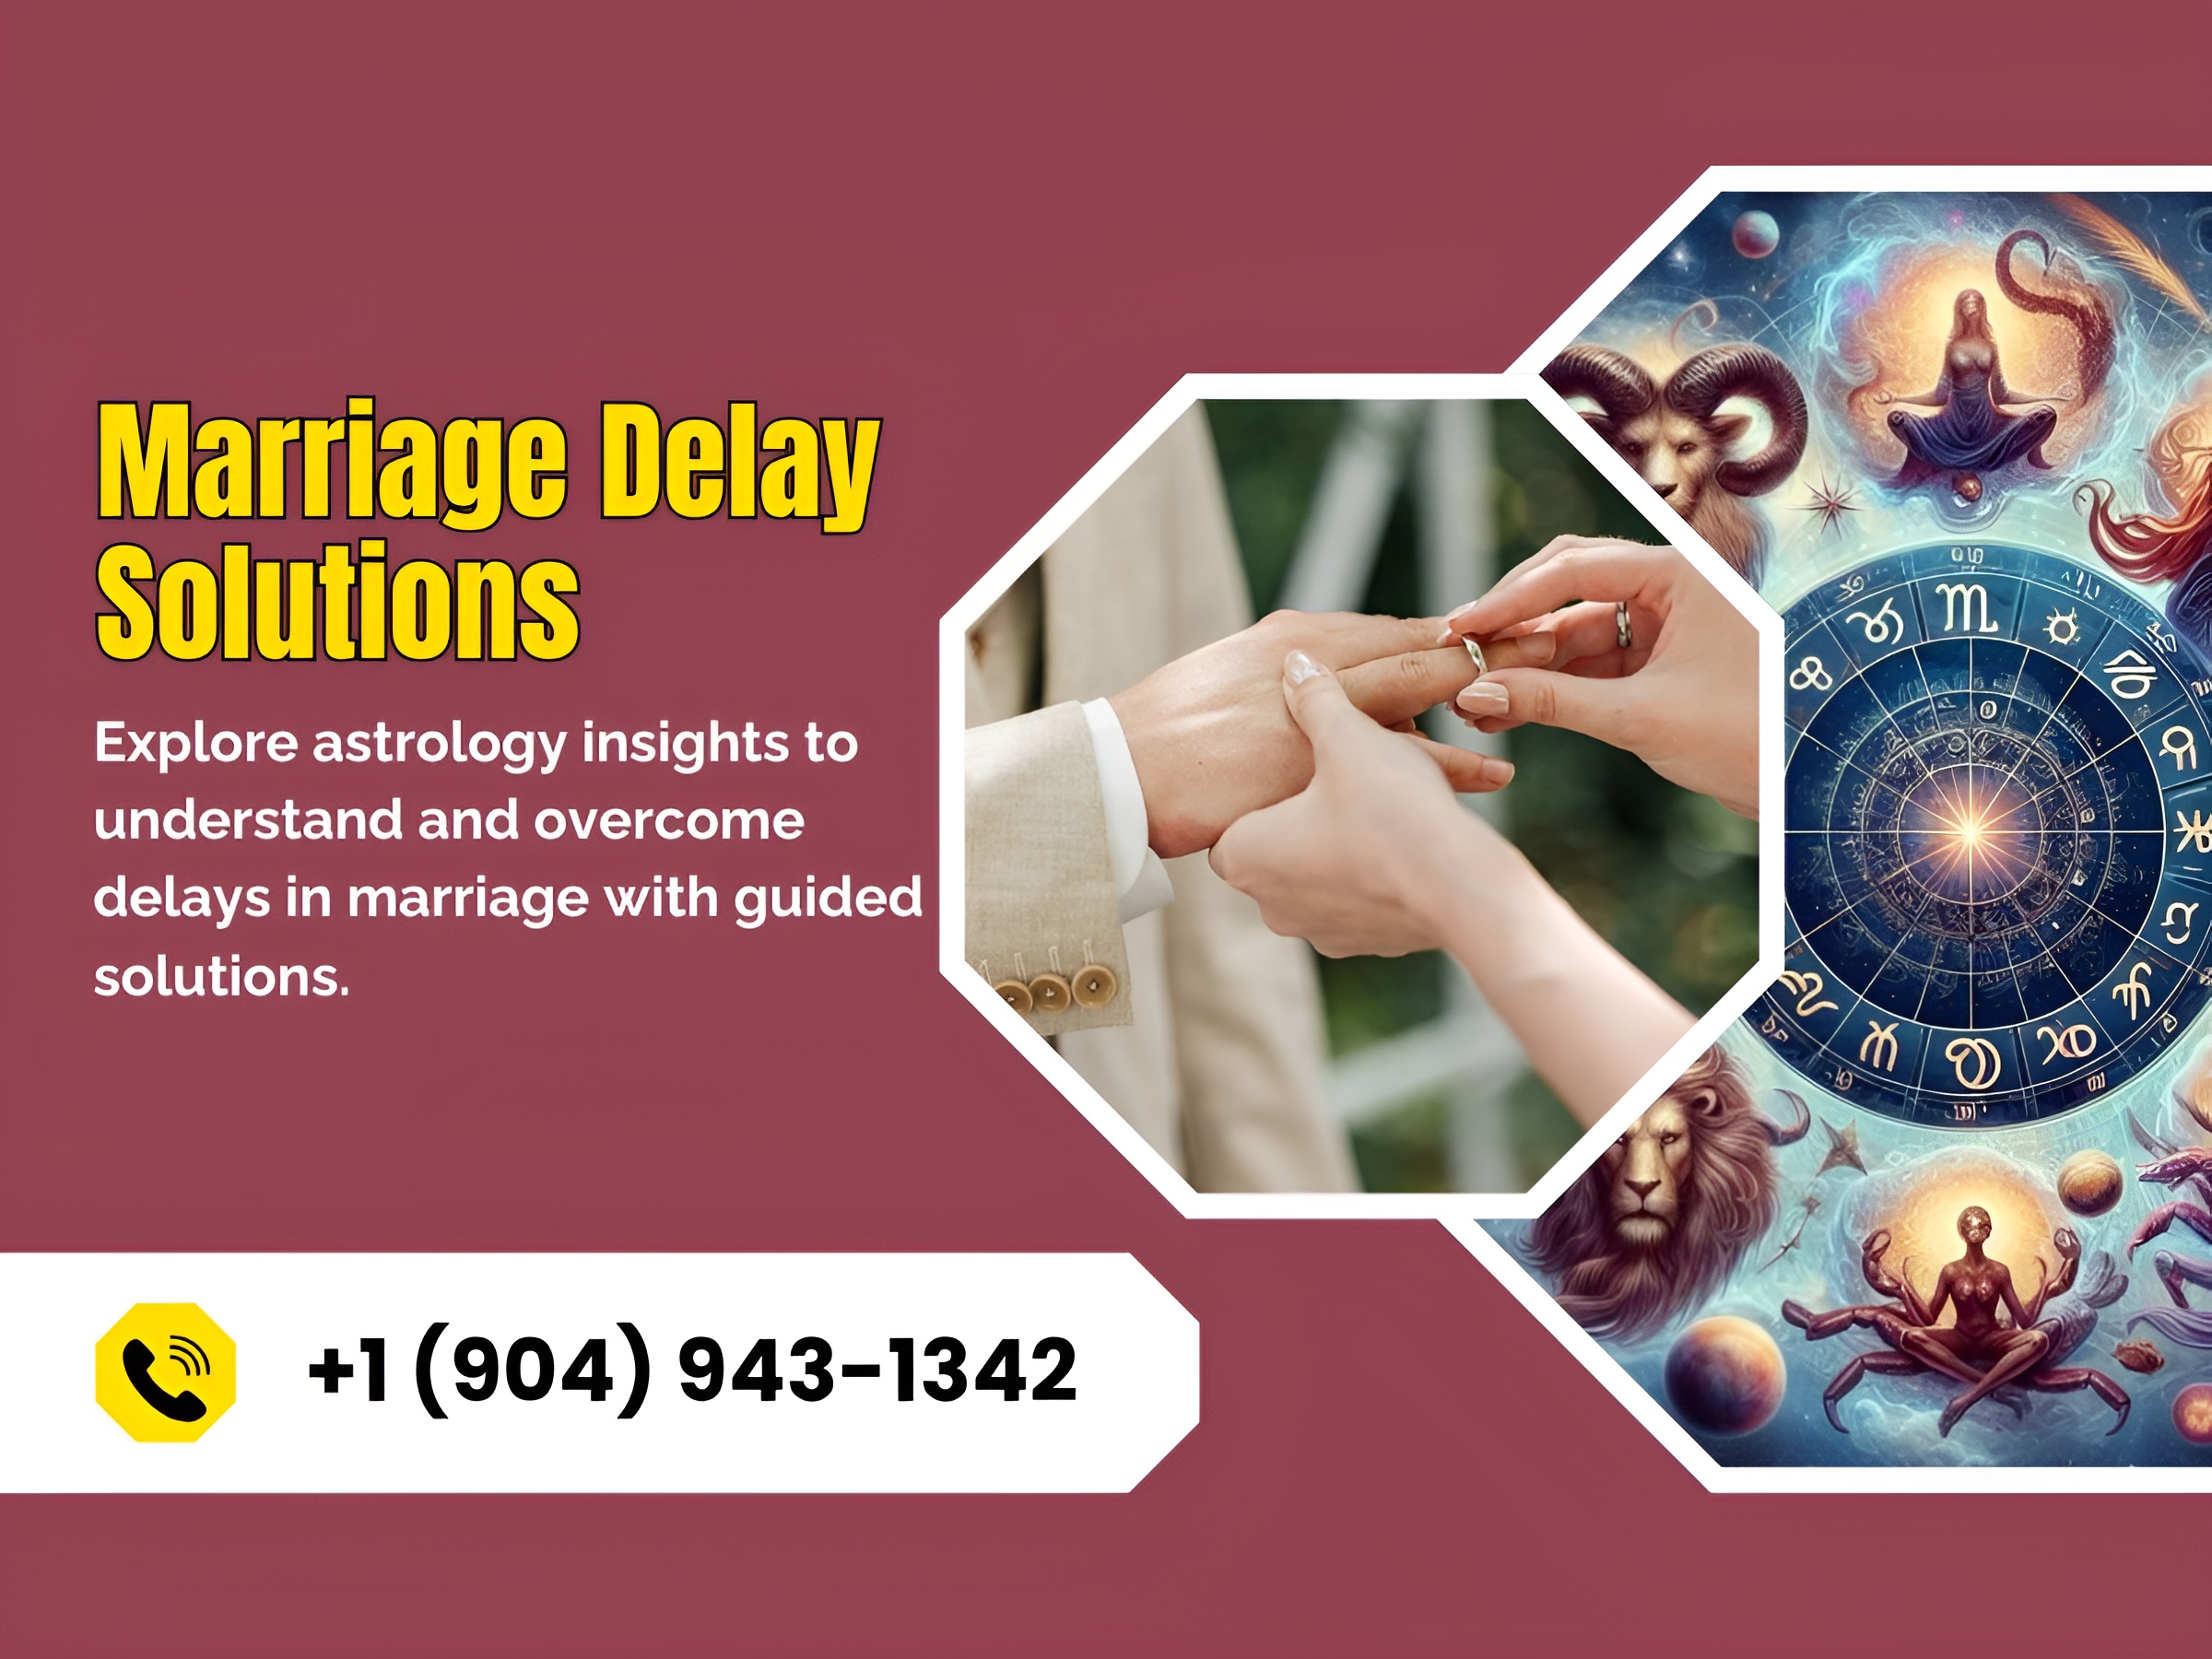 Marriage Delay
Solutions
Explore astrology insights to
understand and overcome
delays in marriage with guided
solutions.
+1 (904) 943-1342